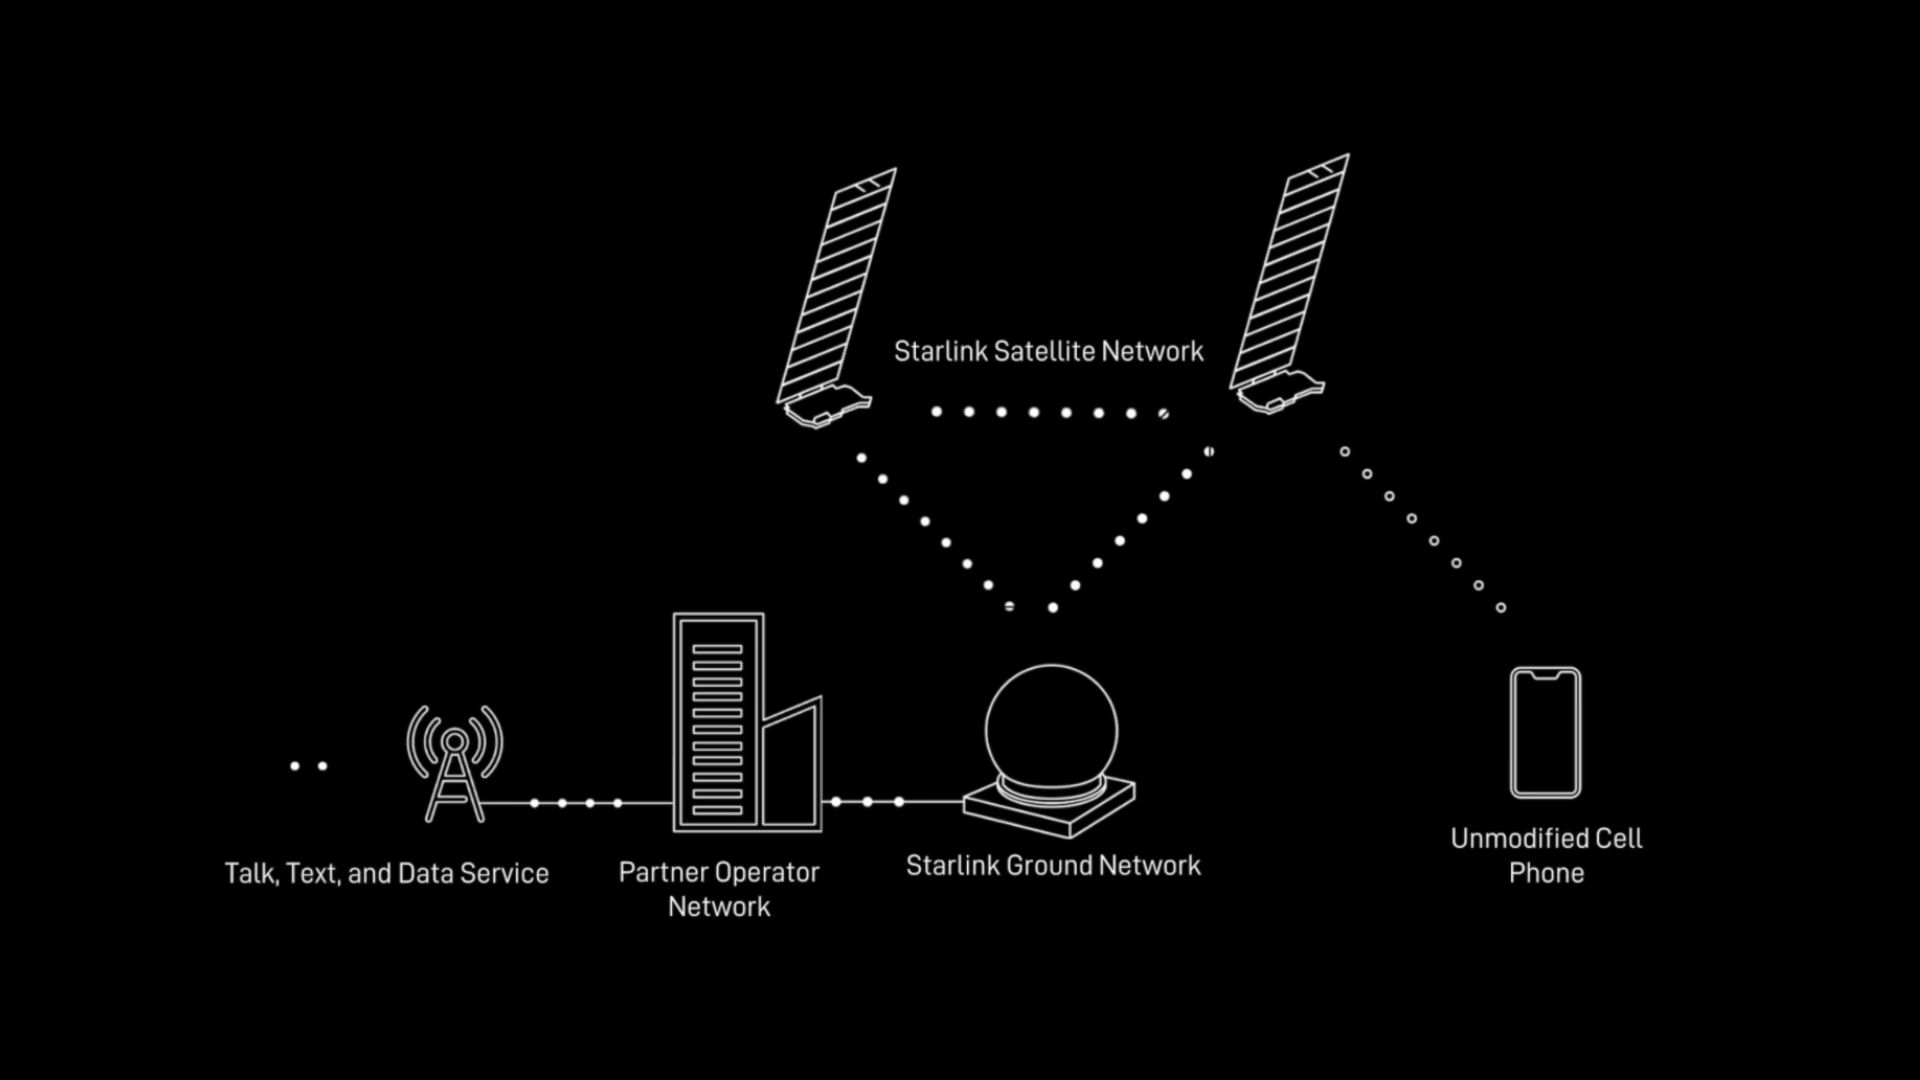 Starlink Satellite Network
Talk, Text, and Data Service
Partner Operator
Network
Starlink Ground Network
Unmodified Cell
Phone